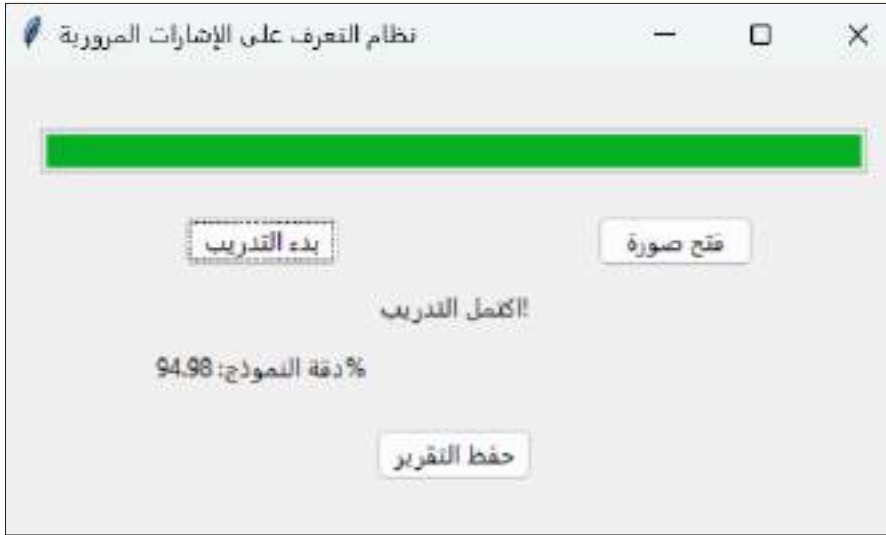 نظام التعرف على الإشارات المرورية
بدء التدريب
فتح صورة
اكتمل التدريب!
دقة النموذج: 94.98%
حفظ التقرير